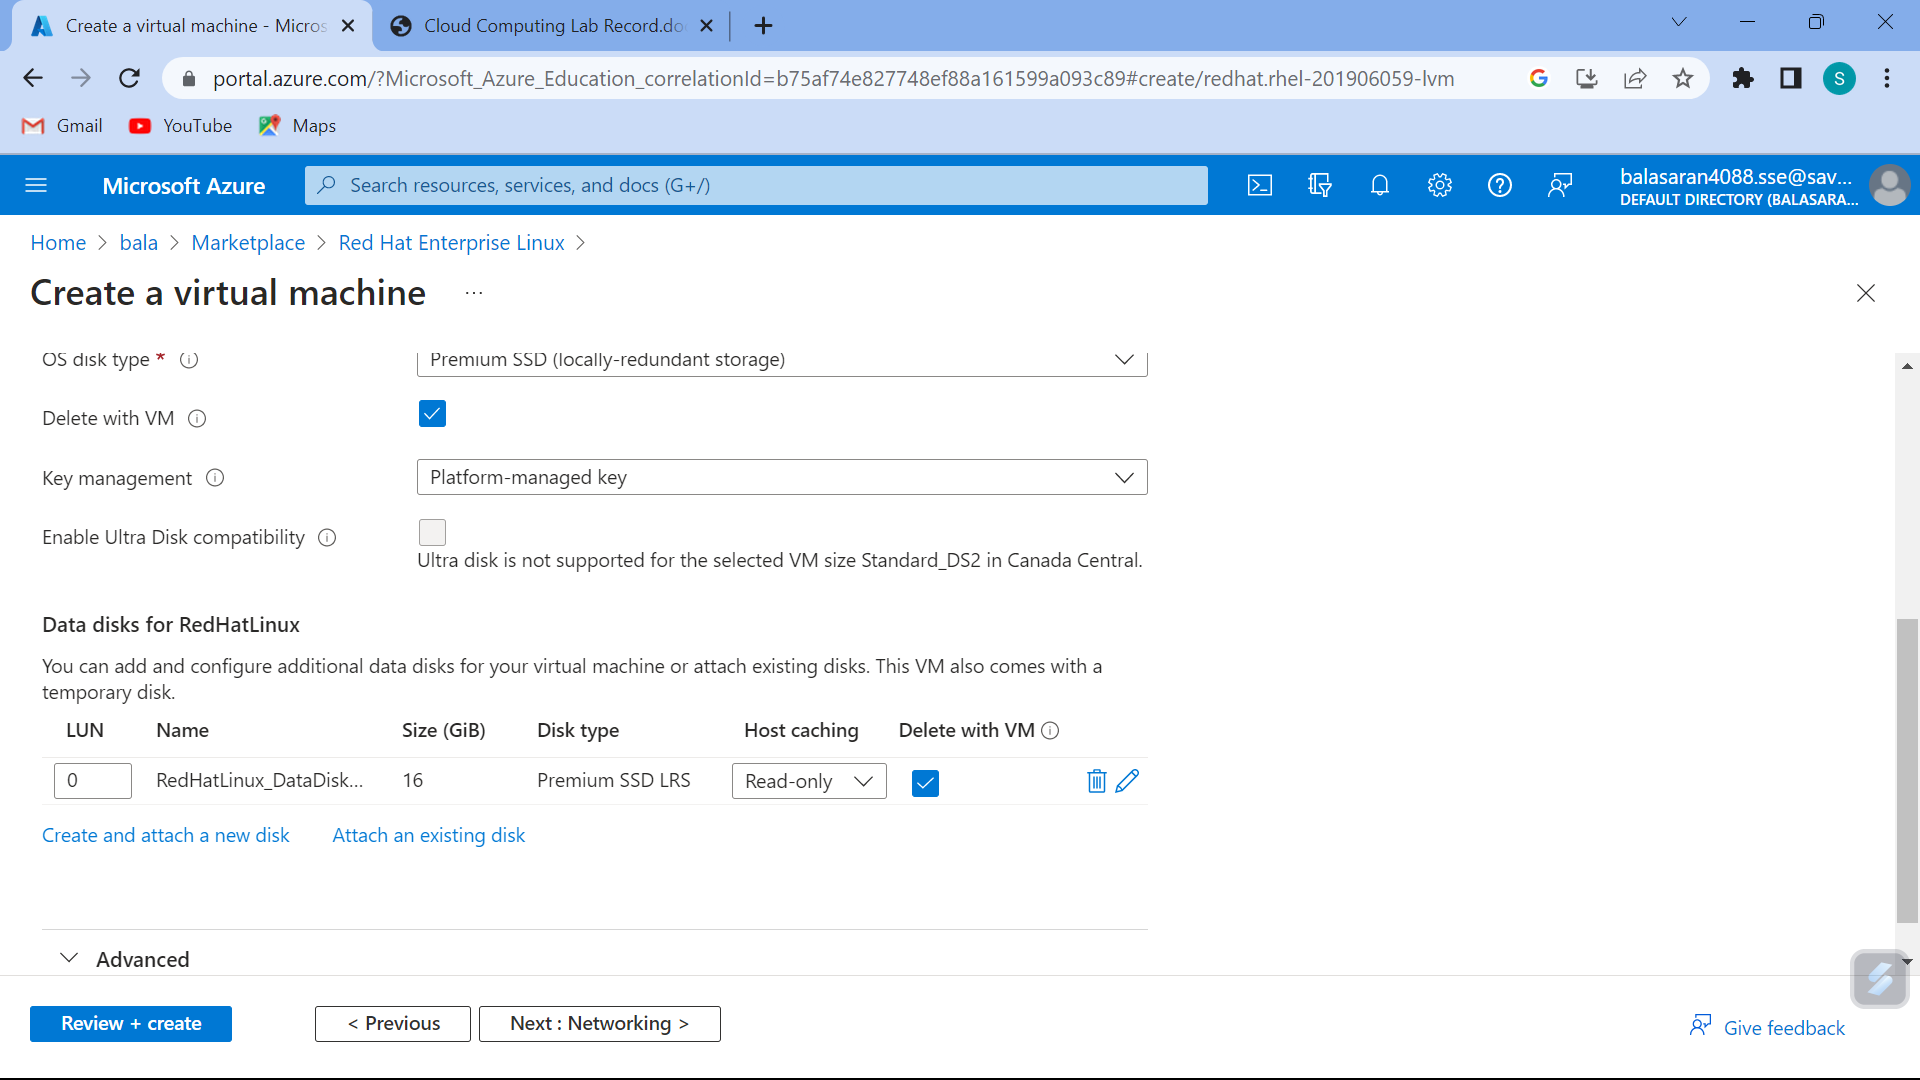 Create a virtual machine - Micros
Cloud Computing Lab Record.do
portal.azure.com/?Microsoft_Azure_Education_correlationId=b75af74e827748ef88a161599a093c89#create/redhat.rhel-201906059-lvm
S
Gmail YouTube Maps
Microsoft Azure
Search resources, services, and docs (G+/)
balasaran4088.sse@sav...
DEFAULT DIRECTORY (BALASARA...
Home > bala > Marketplace > Red Hat Enterprise Linux >
Create a virtual machine ...
OS disk type * Premium SSD (locally-redundant storage)
Delete with VM
Key management Platform-managed key
Enable Ultra Disk compatibility
Ultra disk is not supported for the selected VM size Standard_DS2 in Canada Central.
Data disks for RedHatLinux
You can add and configure additional data disks for your virtual machine or attach existing disks. This VM also comes with a
temporary disk.
LUN Name Size (GiB) Disk type Host caching Delete with VM
0 RedHatLinux_DataDisk... 16 Premium SSD LRS Read-only
Create and attach a new disk Attach an existing disk
Advanced
Review + create < Previous Next : Networking > Give feedback